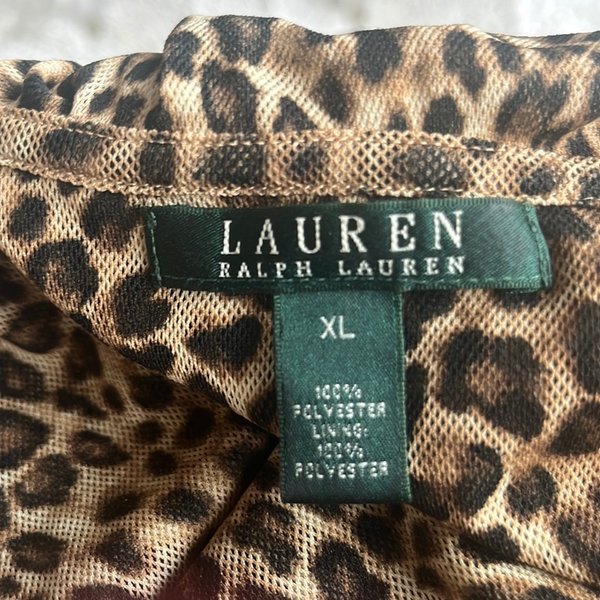 LAUREN
RALPH LAUREN
XL
100%
POLYESTER
LINING:
100%
POLYESTER